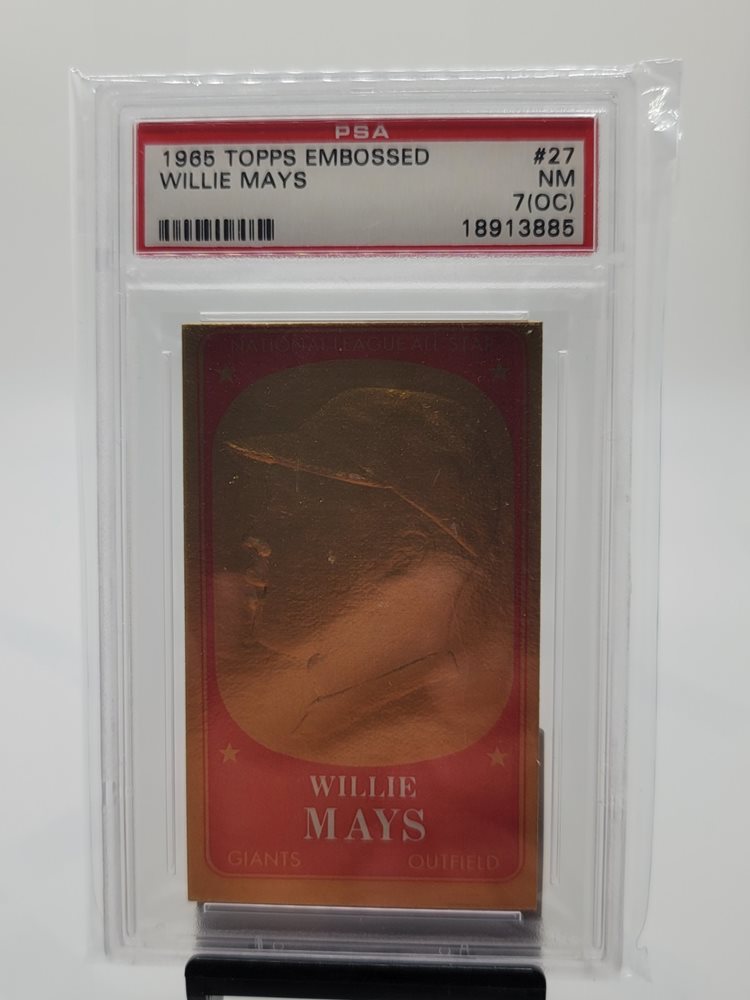 PSA
1965 TOPPS EMBOSSED #27
WILLIE MAYS NM
7(OC)
18913885
NATIONAL LEAGUE ALL STAR
WILLIE
MAYS
GIANTS OUTFIELD